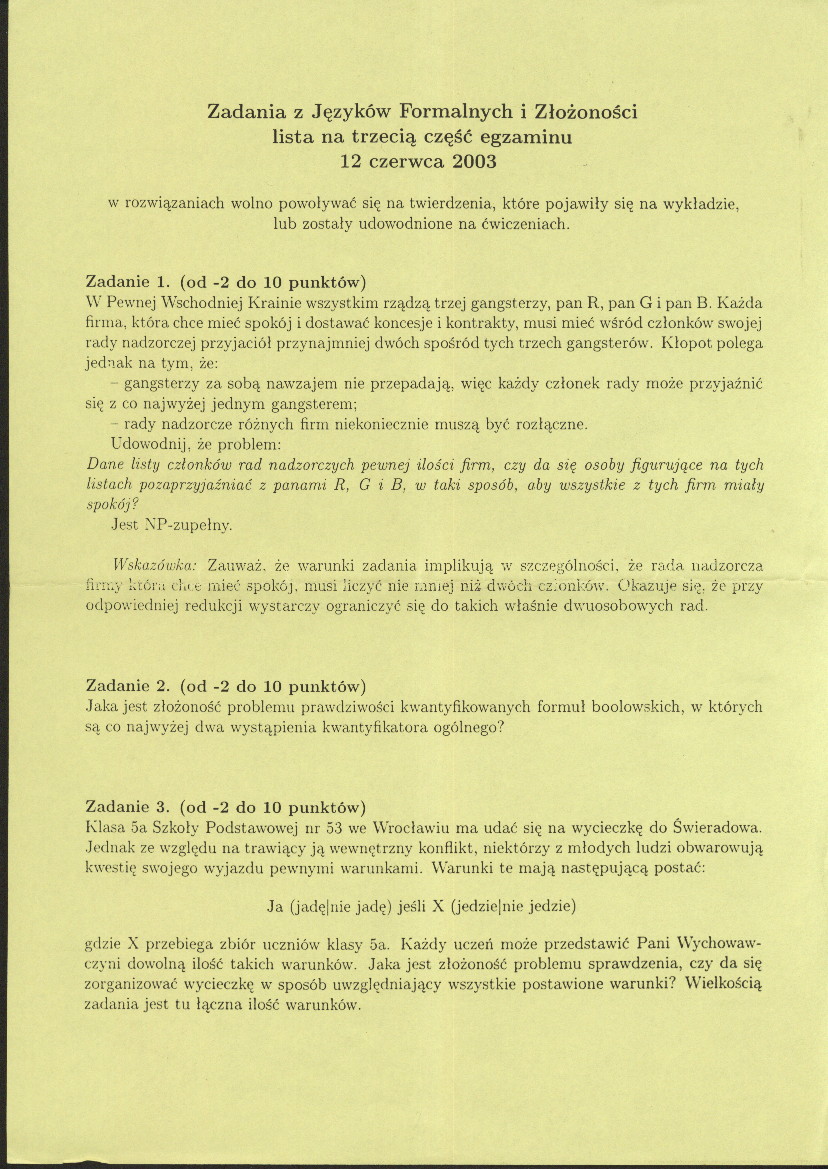 Zadania z Języków Formalnych i Złożoności
lista na trzecią część egzaminu
12 czerwca 2003
w rozwiązaniach wolno powoływać się na twierdzenia, które pojawiły się na wykładzie,
lub zostały udowodnione na ćwiczeniach.
Zadanie 1. (od -2 do 10 punktów)
W Pewnej Wschodniej Krainie wszystkim rządzą trzej gangsterzy, pan R, pan G i pan B. Każda
firma, która chce mieć spokój i dostawać koncesje i kontrakty, musi mieć wśród członków swojej
rady nadzorczej przyjaciół przynajmniej dwóch spośród tych trzech gangsterów. Kłopot polega
jednak na tym, że:
– gangsterzy za sobą nawzajem nie przepadają, więc każdy członek rady może przyjaźnić
się z co najwyżej jednym gangsterem;
– rady nadzorcze różnych firm niekoniecznie muszą być rozłączne.
Udowodnij, że problem:
Dane listy członków rad nadzorczych pewnej ilości firm, czy da się osoby figurujące na tych
listach pozaprzyjaźniać z panami R, G i B, w taki sposób, aby wszystkie z tych firm miały
spokój?
Jest NP-zupełny.
Wskazówka: Zauważ, że warunki zadania implikują w szczególności, że rada nadzorcza
firmy która chce mieć spokój, musi liczyć nie mniej niż dwóch członków. Okazuje się, że przy
odpowiedniej redukcji wystarczy ograniczyć się do takich właśnie dwuosobowych rad.
Zadanie 2. (od -2 do 10 punktów)
Jaka jest złożoność problemu prawdziwości kwantyfikowanych formuł boolowskich, w których
są co najwyżej dwa wystąpienia kwantyfikatora ogólnego?
Zadanie 3. (od -2 do 10 punktów)
Klasa 5a Szkoły Podstawowej nr 53 we Wrocławiu ma udać się na wycieczkę do Świeradowa.
Jednak ze względu na trawiący ją wewnętrzny konflikt, niektórzy z młodych ludzi obwarowują
kwestię swojego wyjazdu pewnymi warunkami. Warunki te mają następującą postać:
Ja (jadę|nie jadę) jeśli X (jedzie|nie jedzie)
gdzie X przebiega zbiór uczniów klasy 5a. Każdy uczeń może przedstawić Pani Wychowaw-
czyni dowolną ilość takich warunków. Jaka jest złożoność problemu sprawdzenia, czy da się
zorganizować wycieczkę w sposób uwzględniający wszystkie postawione warunki? Wielkością
zadania jest tu łączna ilość warunków.